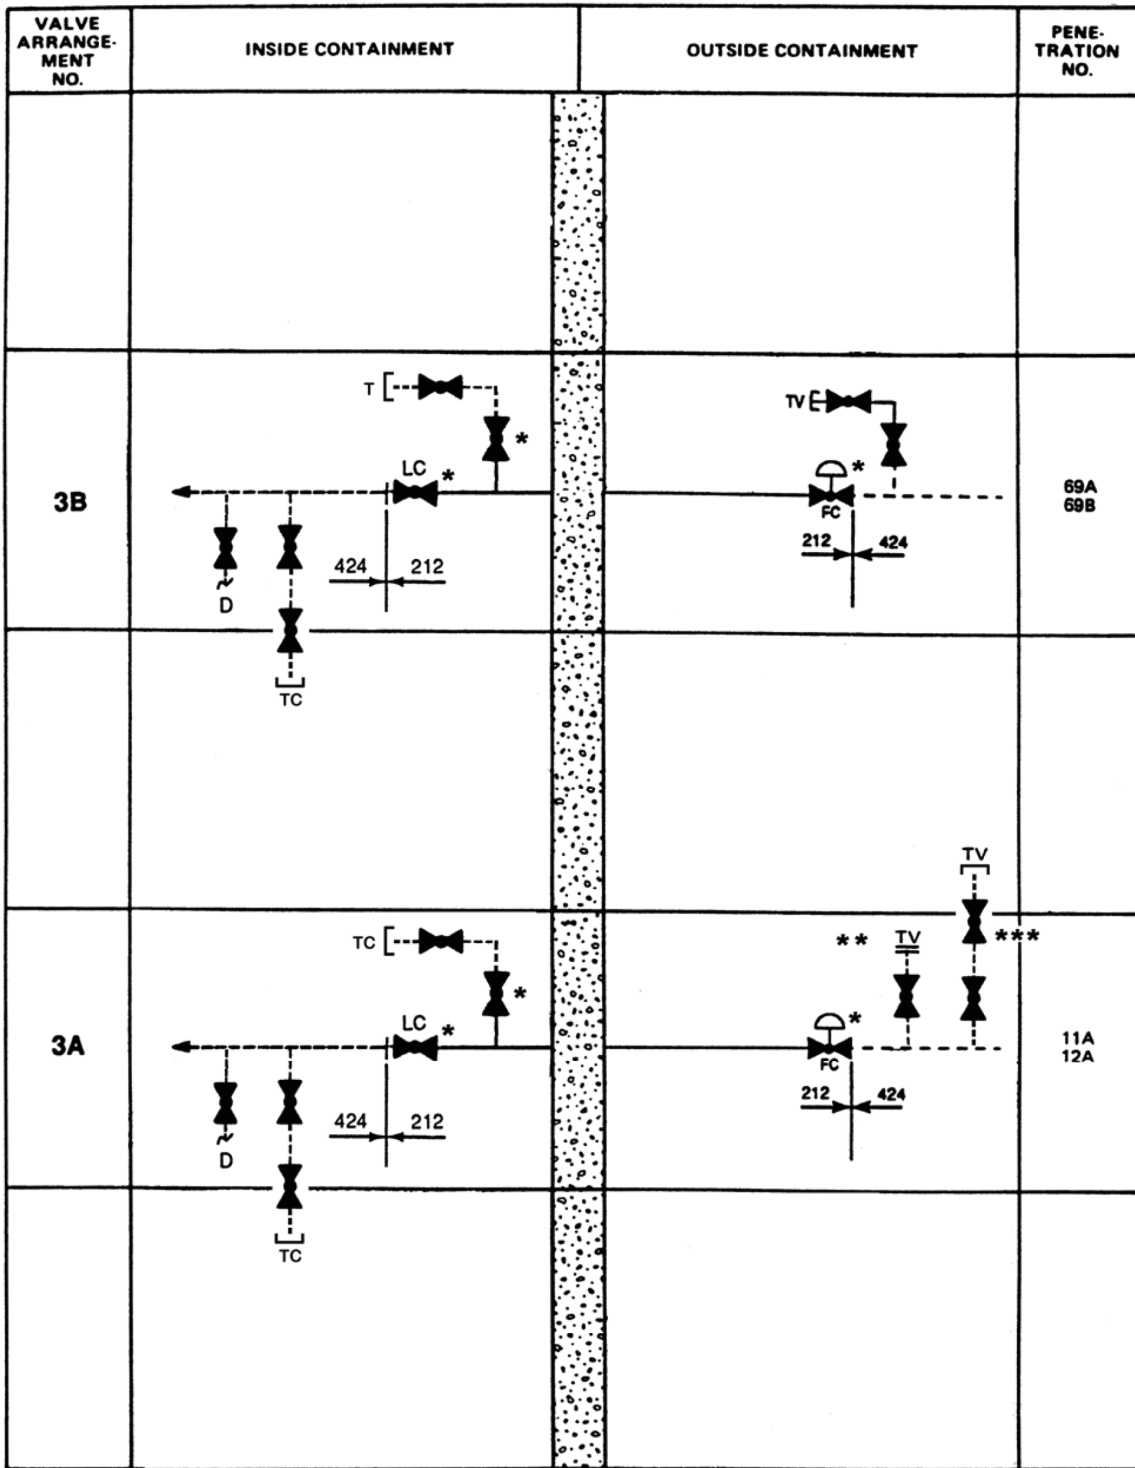 VALVE
ARRANGE-
MENT
NO.
INSIDE CONTAINMENT
OUTSIDE CONTAINMENT
PENE-
TRATION
NO.
3B
T
*
LC *
424 212
D
TC
TV
*
FC
212 424
69A
69B
3A
TC
*
LC *
424 212
D
TC
TV
***
** TV
*
FC
212 424
11A
12A